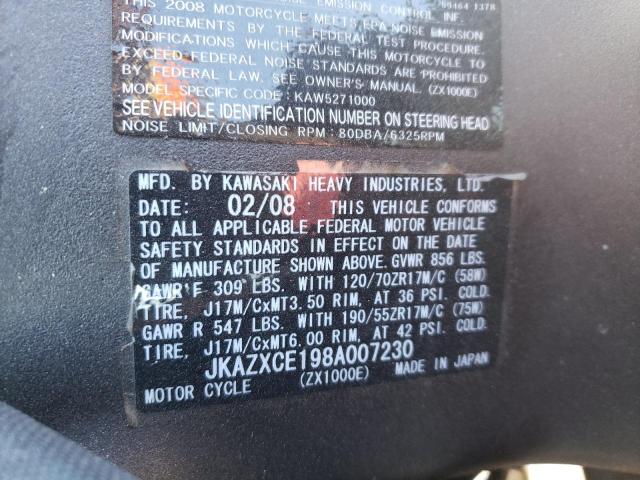 NOISE EMISSION CONTROL INF. 99464 1378
THIS 2008 MOTORCYCLE MEETS EPA NOISE EMISSION
REQUIREMENTS BY THE FEDERAL TEST PROCEDURE.
MODIFICATIONS WHICH CAUSE THIS MOTORCYCLE TO
EXCEED FEDERAL NOISE STANDARDS ARE PROHIBITED
BY FEDERAL LAW. SEE OWNER'S MANUAL. (ZX1000E)
MODEL SPECIFIC CODE : KAW5271000
SEE VEHICLE IDENTIFICATION NUMBER ON STEERING HEAD
NOISE LIMIT/CLOSING RPM : 80DBA/6325RPM
MFD. BY KAWASAKI HEAVY INDUSTRIES, LTD.
DATE: 02/08 THIS VEHICLE CONFORMS
TO ALL APPLICABLE FEDERAL MOTOR VEHICLE
SAFETY STANDARDS IN EFFECT ON THE DATE
OF MANUFACTURE SHOWN ABOVE. GVWR 856 LBS.
GAWR F 309 LBS. WITH 120/70ZR17M/C (58W)
TIRE, J17M/CxMT3.50 RIM, AT 36 PSI. COLD.
GAWR R 547 LBS. WITH 190/55ZR17M/C (75W)
TIRE, J17M/CxMT6.00 RIM, AT 42 PSI. COLD.
JKAZXCE198A007230
MOTOR CYCLE (ZX1000E) MADE IN JAPAN